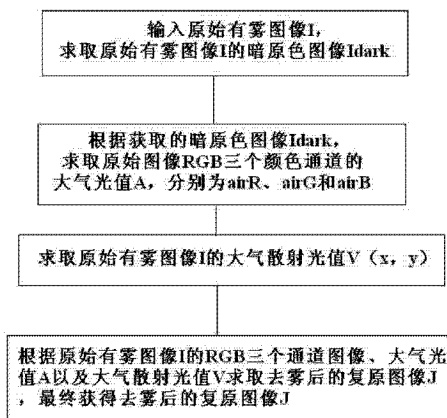 输入原始有雾图像I,
求取原始有雾图像I的暗原色图像Idark
根据获取的暗原色图像Idark,
求取原始图像RGB三个颜色通道的
大气光值A，分别为airR、airG和airB
求取原始有雾图像I的大气散射光值V（x，y）
根据原始有雾图像I的RGB三个通道图像、大气光
值A以及大气散射光值V求取去雾后的复原图像J
，最终获得去雾后的复原图像J